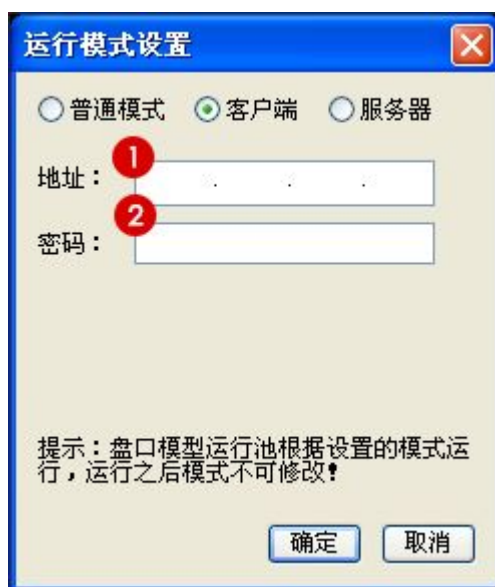 运行模式设置
普通模式 客户端 服务器
1
地址：
2
密码：
提示：盘口模型运行池根据设置的模式运
行，运行之后模式不可修改！
确定 取消